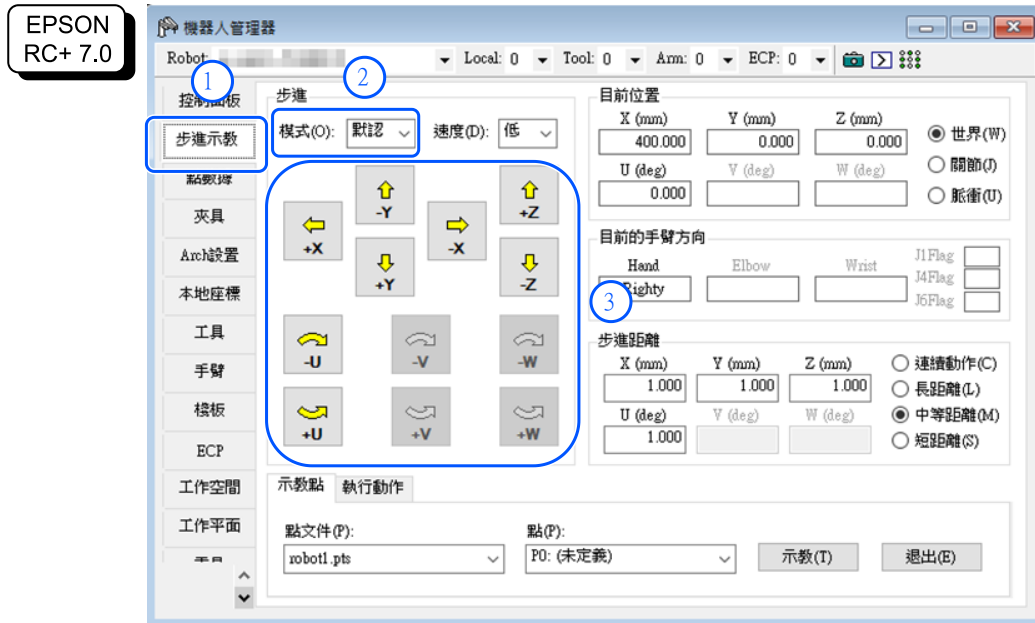 EPSON
RC+ 7.0
機器人管理器
Robot:
Local: 0
Tool: 0
Arm: 0
ECP: 0
1
2
3
控制面板
步進示教
點數據
夾具
Arch設置
本地座標
工具
手臂
棧板
ECP
工作空間
工作平面
步進
模式(O): 默認
速度(D): 低
-Y
+Z
+X
-X
+Y
-Z
-U
-V
-W
+U
+V
+W
目前位置
X (mm) Y (mm) Z (mm)
400.000 0.000 0.000
U (deg) V (deg) W (deg)
0.000
世界(W)
關節(J)
脈衝(U)
目前的手臂方向
Hand Elbow Wrist
Righty
J1Flag
J4Flag
J6Flag
步進距離
X (mm) Y (mm) Z (mm)
1.000 1.000 1.000
U (deg) V (deg) W (deg)
1.000
連續動作(C)
長距離(L)
中等距離(M)
短距離(S)
示教點 執行動作
點文件(P): 點(P):
robot1.pts P0: (未定義) 示教(T) 退出(E)